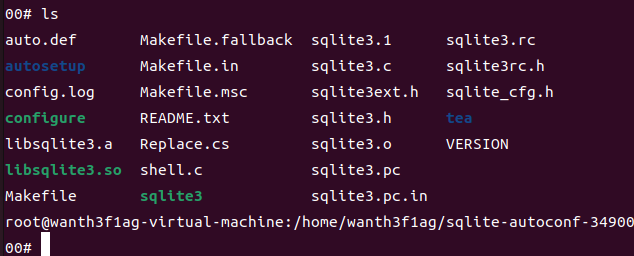 00# ls
auto.def Makefile.fallback sqlite3.1 sqlite3.rc
autosetup Makefile.in sqlite3.c sqlite3rc.h
config.log Makefile.msc sqlite3ext.h sqlite_cfg.h
configure README.txt sqlite3.h tea
libsqlite3.a Replace.cs sqlite3.o VERSION
libsqlite3.so shell.c sqlite3.pc
Makefile sqlite3 sqlite3.pc.in
root@wanth3f1ag-virtual-machine:/home/wanth3f1ag/sqlite-autoconf-34900
00#